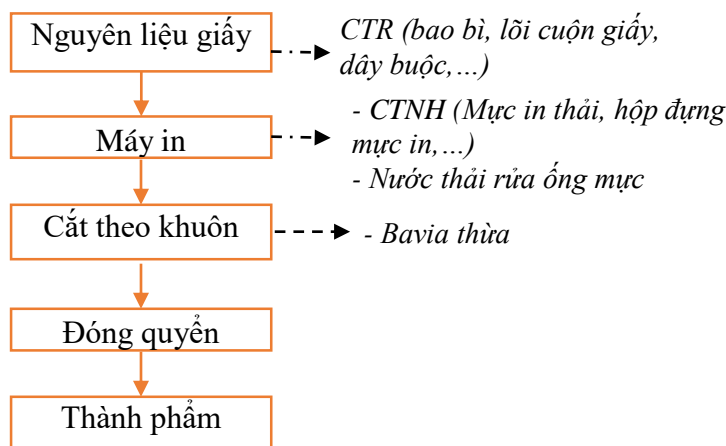 Nguyên liệu giấy
CTR (bao bì, lõi cuộn giấy,
dây buộc,...)
Máy in
- CTNH (Mực in thải, hộp đựng
mực in,...)
- Nước thải rửa ống mực
Cắt theo khuôn
- Bavia thừa
Đóng quyển
Thành phẩm